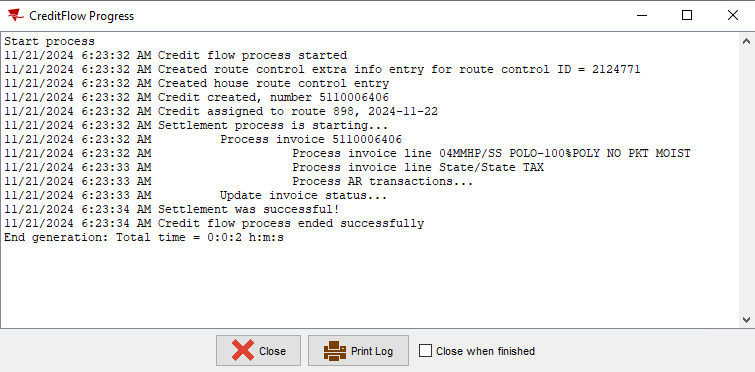 CreditFlow Progress
Start process
11/21/2024 6:23:32 AM Credit flow process started
11/21/2024 6:23:32 AM Created route control extra info entry for route control ID = 2124771
11/21/2024 6:23:32 AM Created house route control entry
11/21/2024 6:23:32 AM Credit created, number 5110006406
11/21/2024 6:23:32 AM Credit assigned to route 898, 2024-11-22
11/21/2024 6:23:32 AM Settlement process is starting...
11/21/2024 6:23:32 AM Process invoice 5110006406
11/21/2024 6:23:32 AM Process invoice line 04MMHP/SS POLO-100%POLY NO PKT MOIST
11/21/2024 6:23:33 AM Process invoice line State/State TAX
11/21/2024 6:23:33 AM Process AR transactions...
11/21/2024 6:23:33 AM Update invoice status...
11/21/2024 6:23:34 AM Settlement was successful!
11/21/2024 6:23:34 AM Credit flow process ended successfully
End generation: Total time = 0:0:2 h:m:s
Close Print Log Close when finished